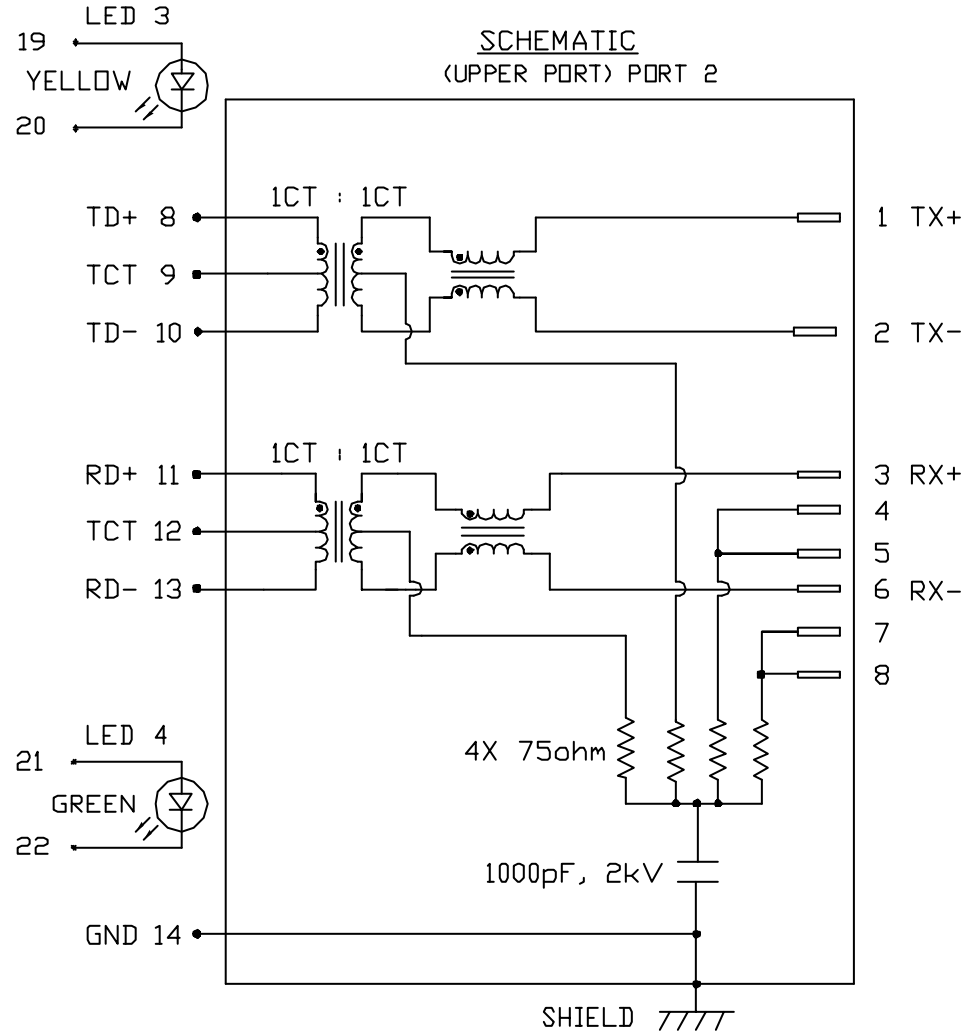 LED 3
19
SCHEMATIC
(UPPER PORT) PORT 2
YELLOW
20
1CT : 1CT
TD+ 8
1 TX+
TCT 9
TD- 10
2 TX-
1CT : 1CT
RD+ 11
3 RX+
4
TCT 12
5
RD- 13
6 RX-
7
8
LED 4
21
4X 75ohm
GREEN
22
1000pF, 2kV
GND 14
SHIELD